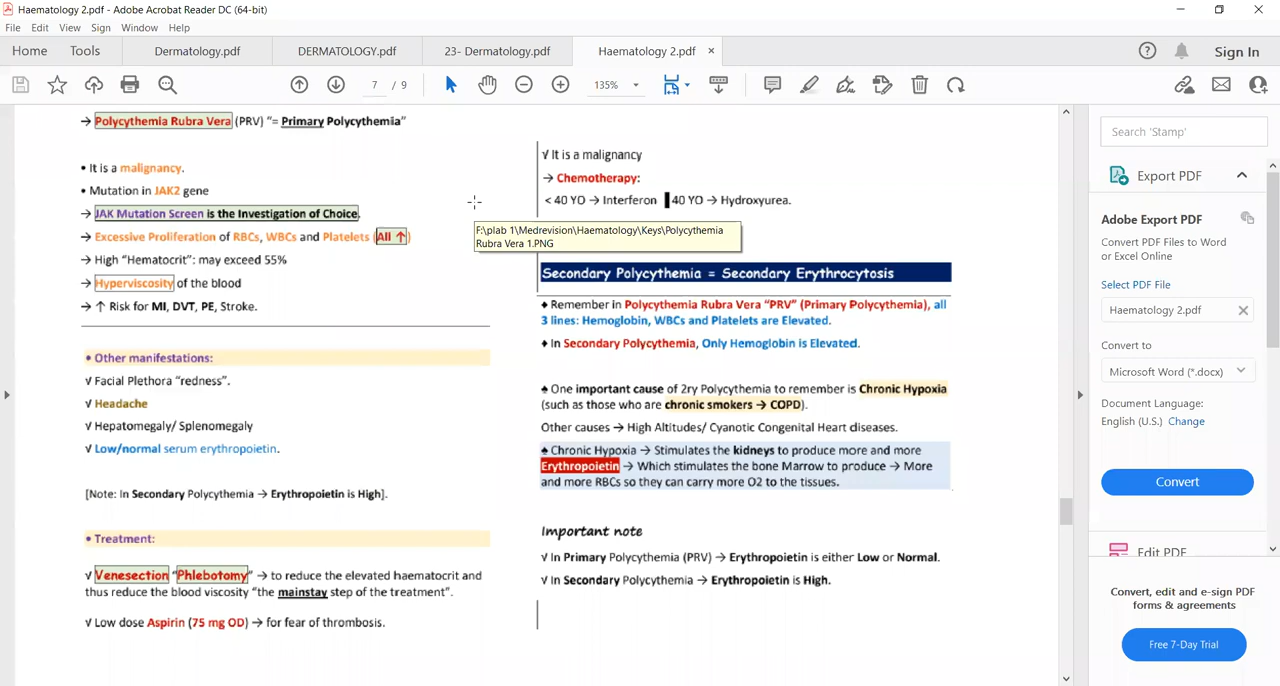 Haematology 2.pdf - Adobe Acrobat Reader DC (64-bit)
File Edit View Sign Window Help
Home Tools Dermatology.pdf DERMATOLOGY.pdf 23- Dermatology.pdf Haematology 2.pdf × Sign In
7 / 9 135%
→ Polycythemia Rubra Vera (PRV) “= Primary Polycythemia”
• It is a malignancy.
• Mutation in JAK2 gene
→ JAK Mutation Screen is the Investigation of Choice.
→ Excessive Proliferation of RBCs, WBCs and Platelets (All ↑)
→ High “Hematocrit”: may exceed 55%
→ Hyperviscosity of the blood
→ ↑ Risk for MI, DVT, PE, Stroke.
• Other manifestations:
√ Facial Plethora “redness”.
√ Headache
√ Hepatomegaly/ Splenomegaly
√ Low/normal serum erythropoietin.
[Note: In Secondary Polycythemia → Erythropoietin is High].
• Treatment:
√ Venesection “Phlebotomy” → to reduce the elevated haematocrit and
thus reduce the blood viscosity “the mainstay step of the treatment”.
√ Low dose Aspirin (75 mg OD) → for fear of thrombosis.
√ It is a malignancy
→ Chemotherapy:
< 40 YO → Interferon ▌40 YO → Hydroxyurea.
F:\plab 1\Medrevision\Haematology\Keys\Polycythemia
Rubra Vera 1.PNG
Secondary Polycythemia = Secondary Erythrocytosis
♦ Remember in Polycythemia Rubra Vera “PRV” (Primary Polycythemia), all
3 lines: Hemoglobin, WBCs and Platelets are Elevated.
♦ In Secondary Polycythemia, Only Hemoglobin is Elevated.
♠ One important cause of 2ry Polycythemia to remember is Chronic Hypoxia
(such as those who are chronic smokers → COPD).
Other causes → High Altitudes/ Cyanotic Congenital Heart diseases.
♠ Chronic Hypoxia → Stimulates the kidneys to produce more and more
Erythropoietin → Which stimulates the bone Marrow to produce → More
and more RBCs so they can carry more O2 to the tissues.
Important note
√ In Primary Polycythemia (PRV) → Erythropoietin is either Low or Normal.
√ In Secondary Polycythemia → Erythropoietin is High.
Search 'Stamp'
Export PDF
Adobe Export PDF
Convert PDF Files to Word
or Excel Online
Select PDF File
Haematology 2.pdf
Convert to
Microsoft Word (*.docx)
Document Language:
English (U.S.) Change
Convert
Edit PDF
Convert, edit and e-sign PDF
forms & agreements
Free 7-Day Trial